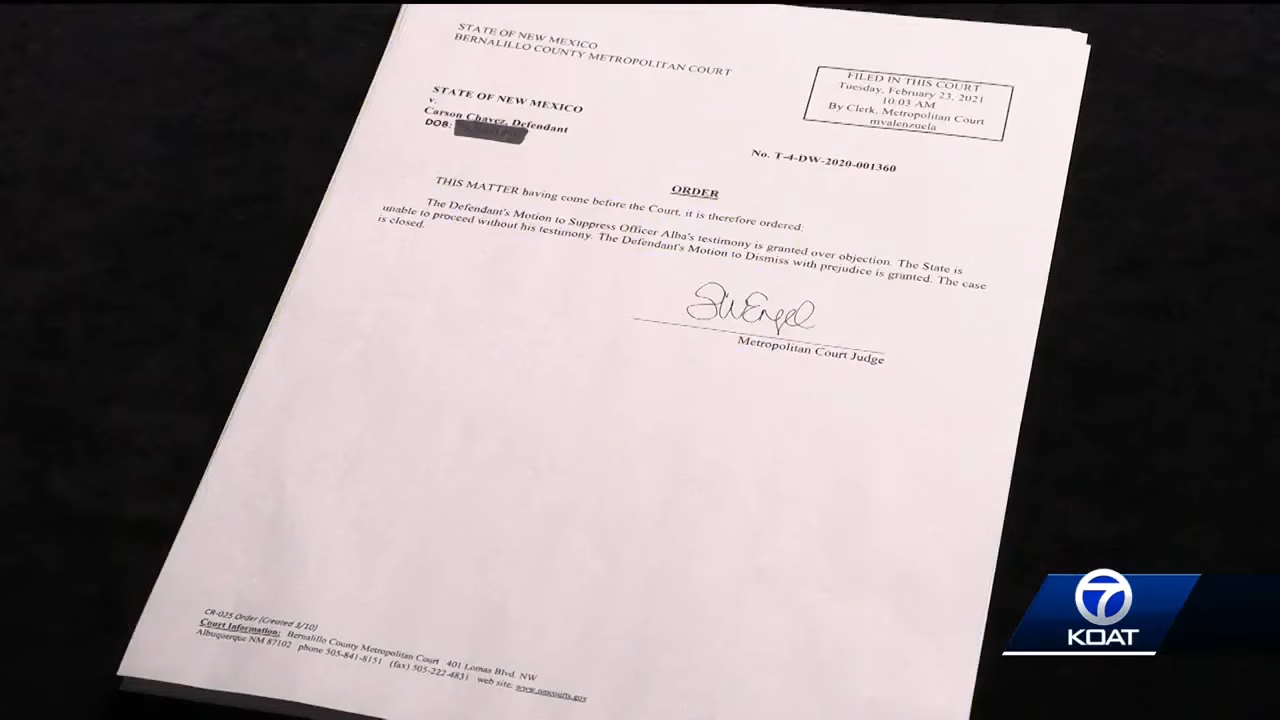 STATE OF NEW MEXICO
BERNALILLO COUNTY METROPOLITAN COURT
FILED IN THIS COURT
Tuesday, February 23, 2021
10:03 AM
By Clerk, Metropolitan Court
mvalenzuela
STATE OF NEW MEXICO
v.
Carson Chavez, Defendant
DOB:
No. T-4-DW-2020-001360
ORDER
THIS MATTER having come before the Court, it is therefore ordered:
The Defendant's Motion to Suppress Officer Alba's testimony is granted over objection. The State is
unable to proceed without his testimony. The Defendant's Motion to Dismiss with prejudice is granted. The case
is closed.
SWEngel
Metropolitan Court Judge
CR-025 Order (Created 3/10)
Court Information: Bernalillo County Metropolitan Court 401 Lomas Blvd. NW
Albuquerque NM 87102 phone 505-841-8151 (fax) 505-222-4831 web site: www.nmcourts.gov
7
KOAT